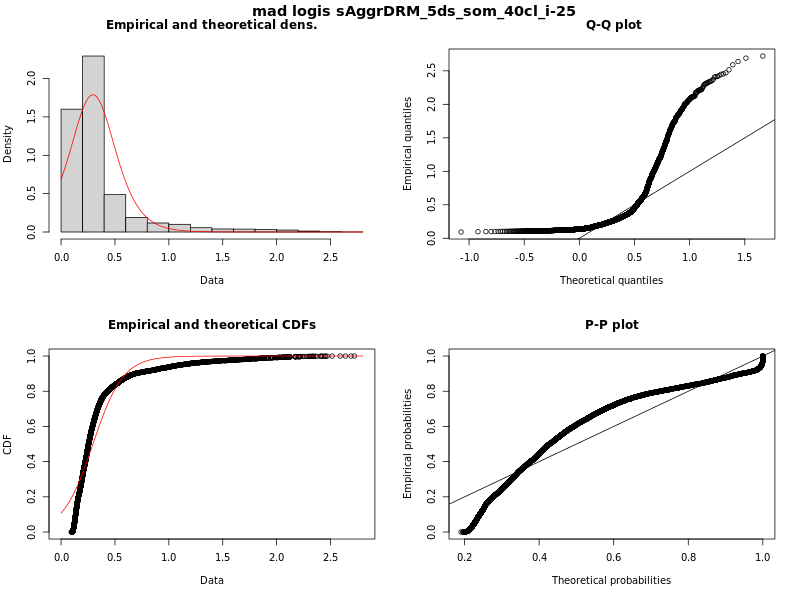 mad logis sAggrDRM_5ds_som_40cl_i-25
Empirical and theoretical dens.
Density
0.0 0.5 1.0 1.5 2.0
0.0 0.5 1.0 1.5 2.0 2.5
Data
Q-Q plot
Empirical quantiles
0.0 0.5 1.0 1.5 2.0 2.5
-1.0 -0.5 0.0 0.5 1.0 1.5
Theoretical quantiles
Empirical and theoretical CDFs
CDF
0.0 0.2 0.4 0.6 0.8 1.0
0.0 0.5 1.0 1.5 2.0 2.5
Data
P-P plot
Empirical probabilities
0.0 0.2 0.4 0.6 0.8 1.0
0.2 0.4 0.6 0.8 1.0
Theoretical probabilities